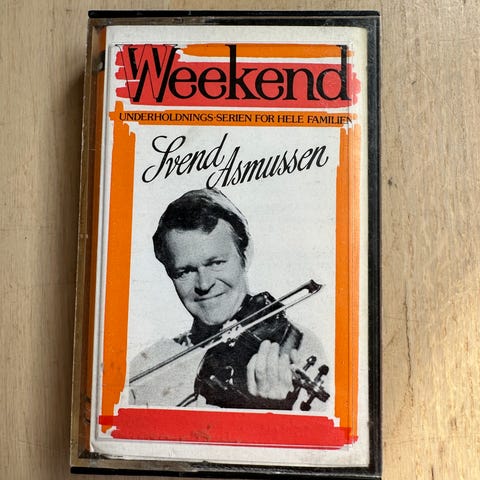 Weekend
UNDERHOLDNINGS-SERIEN FOR HELE FAMILIEN
Svend Asmussen